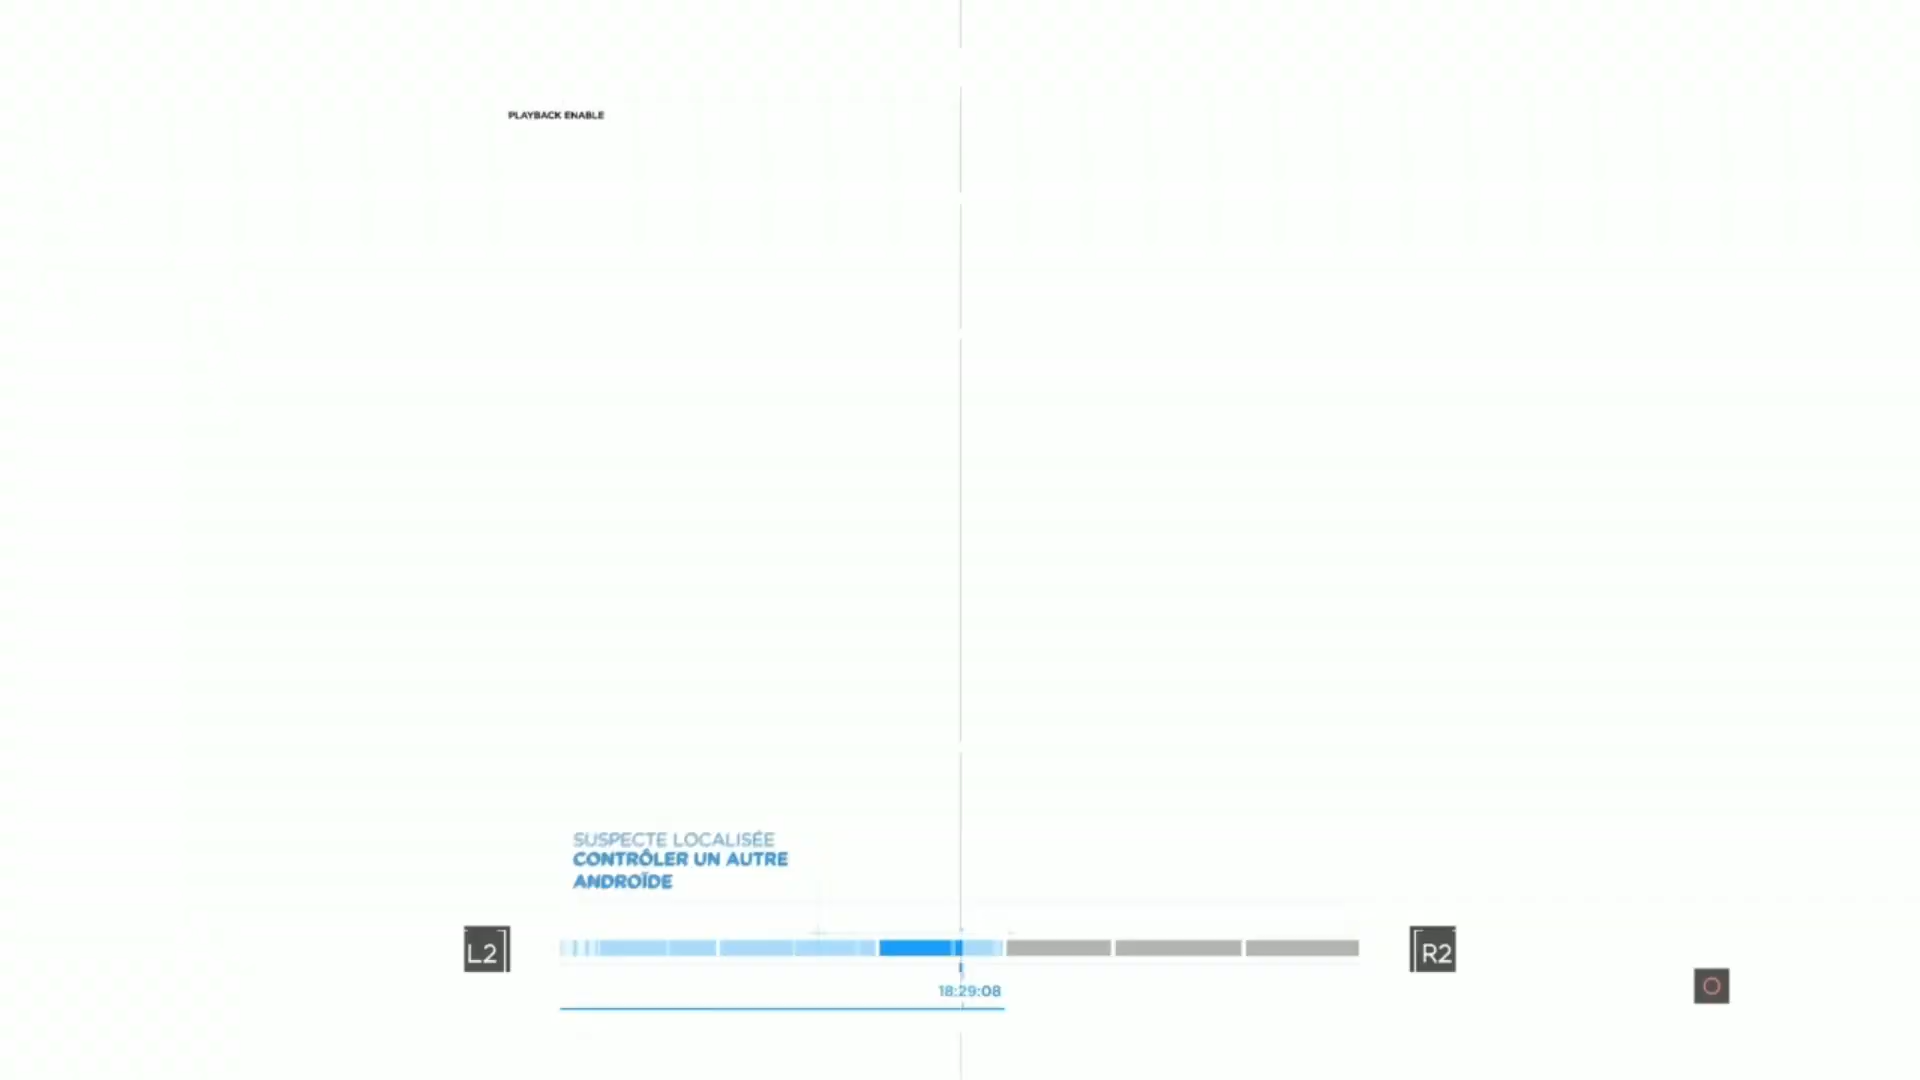 PLAYBACK ENABLE
SUSPECTE LOCALISÉE
CONTRÔLER UN AUTRE
ANDROÏDE
L2
R2
18:29:08